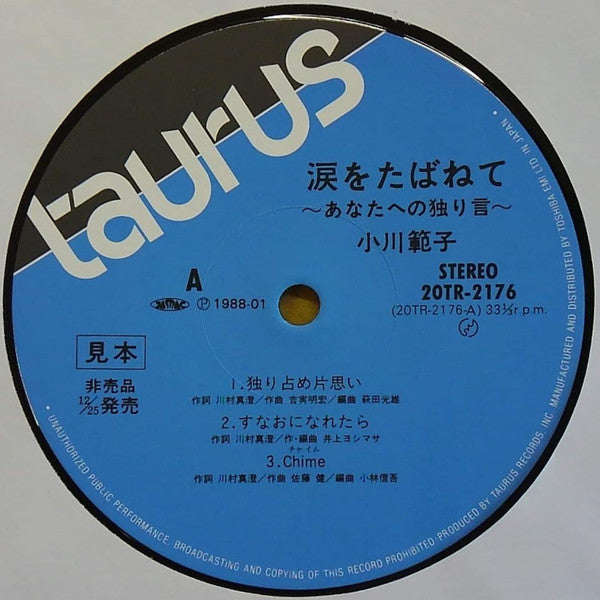 taurus
涙をたばねて
〜あなたへの独り言〜
小川範子
A
Ⓟ 1988-01
STEREO
20TR-2176
(20TR-2176-A) 33⅓r.p.m.
見本
非売品
12/25発売
1.独り占め片思い
作詞 川村真澄/作曲 吉実明宏/編曲 萩田光雄
2.すなおになれたら
作詞 川村真澄/作・編曲 井上ヨシマサ
チャイム
3.Chime
作詞 川村真澄/作曲 佐藤 健/編曲 小林信吾
• UNAUTHORIZED PUBLIC PERFORMANCE, BROADCASTING AND COPYING OF THIS RECORD PROHIBITED PRODUCED BY TAURUS RECORDS INC. MANUFACTURED AND DISTRIBUTED BY TOSHIBA EMI LTD IN JAPAN.